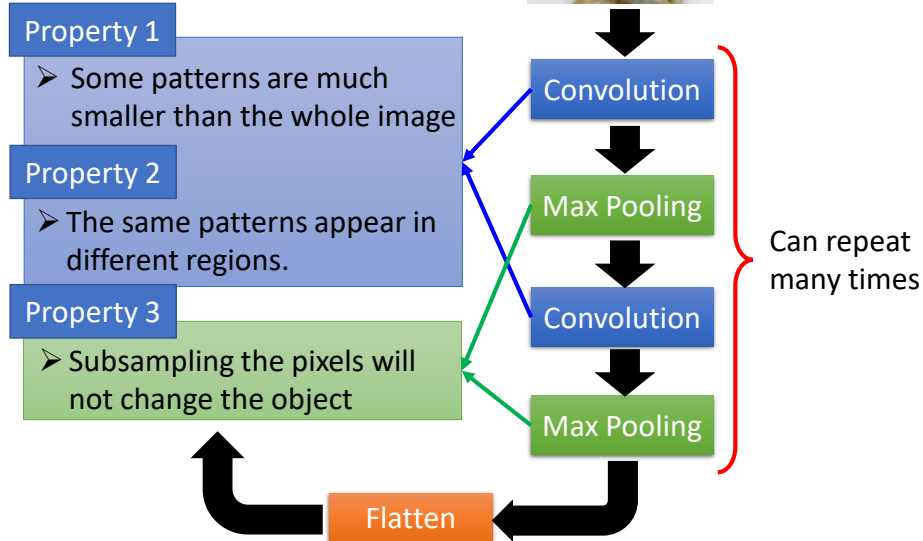 Property 1
➢ Some patterns are much
smaller than the whole image
Property 2
➢ The same patterns appear in
different regions.
Property 3
➢ Subsampling the pixels will
not change the object
Convolution
Max Pooling
Convolution
Max Pooling
Can repeat
many times
Flatten